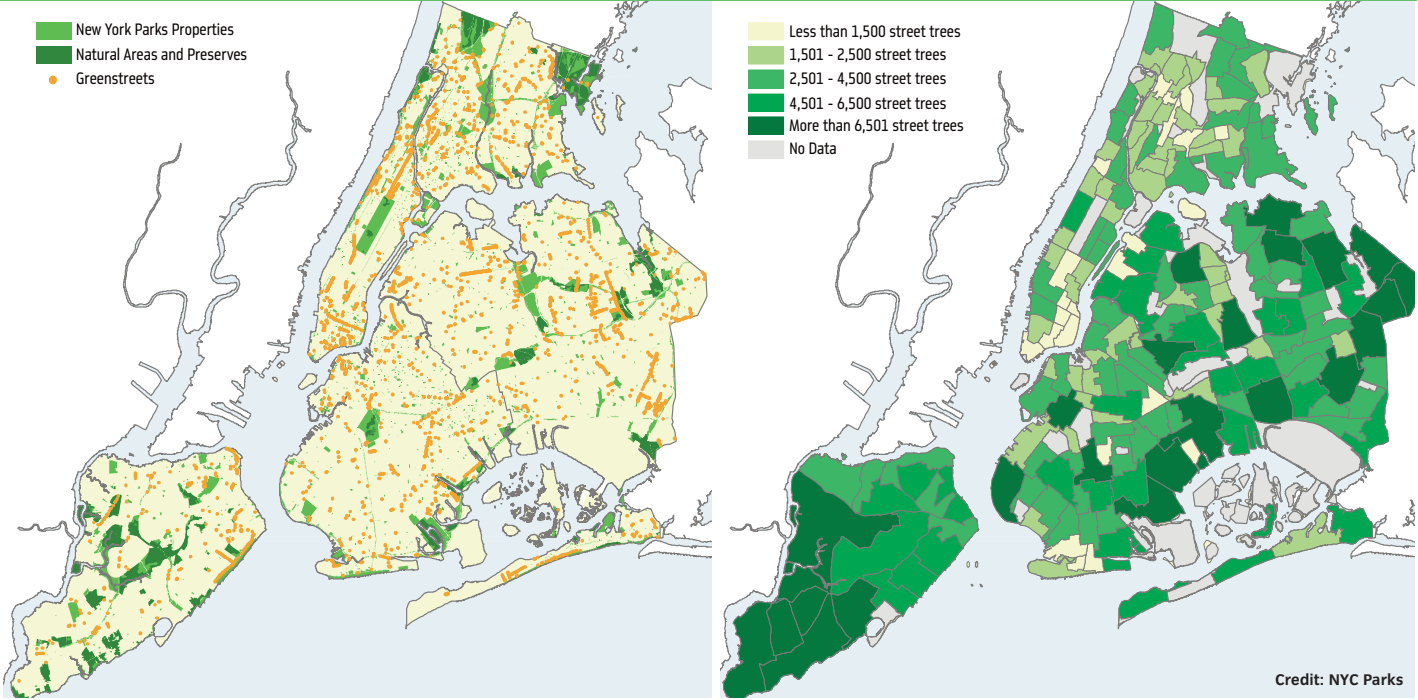 New York Parks Properties
Natural Areas and Preserves
Greenstreets
Less than 1,500 street trees
1,501 - 2,500 street trees
2,501 - 4,500 street trees
4,501 - 6,500 street trees
More than 6,501 street trees
No Data
Credit: NYC Parks